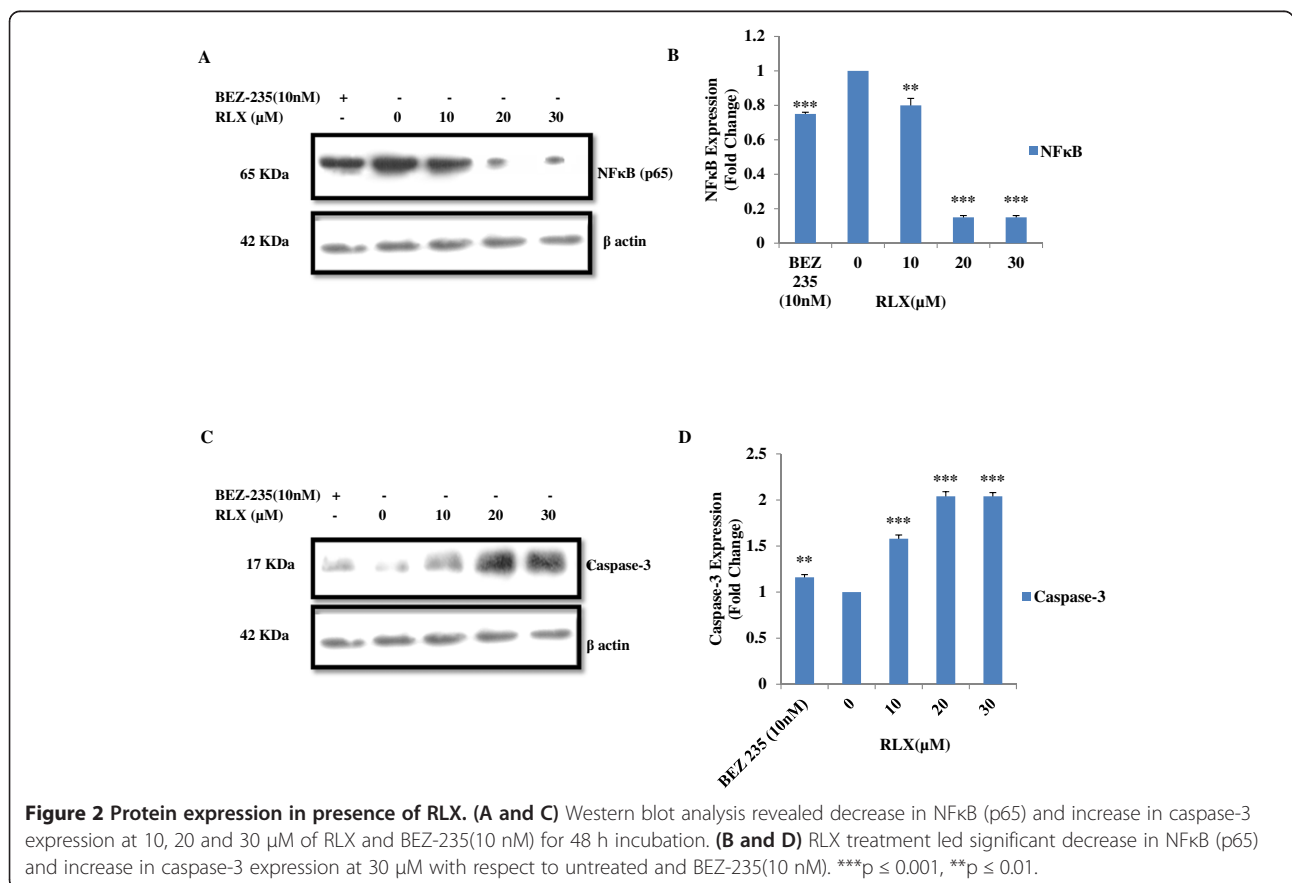 A
BEZ-235(10nM) + - - - -
RLX (µM) - 0 10 20 30
65 KDa NFκB (p65)
42 KDa β actin
B
NFκB Expression
(Fold Change)
1.2
1
0.8
0.6
0.4
0.2
0
***
**
***
***
BEZ
235
(10nM)
0 10 20 30
RLX(µM)
NFκB
C
BEZ-235(10nM) + - - - -
RLX (µM) - 0 10 20 30
17 KDa Caspase-3
42 KDa β actin
D
Caspase-3 Expression
(Fold Change)
2.5
2
1.5
1
0.5
0
**
***
***
***
BEZ 235 (10nM)
0 10 20 30
RLX(µM)
Caspase-3
Figure 2 Protein expression in presence of RLX. (A and C) Western blot analysis revealed decrease in NFκB (p65) and increase in caspase-3
expression at 10, 20 and 30 µM of RLX and BEZ-235(10 nM) for 48 h incubation. (B and D) RLX treatment led significant decrease in NFκB (p65)
and increase in caspase-3 expression at 30 µM with respect to untreated and BEZ-235(10 nM). ***p ≤ 0.001, **p ≤ 0.01.